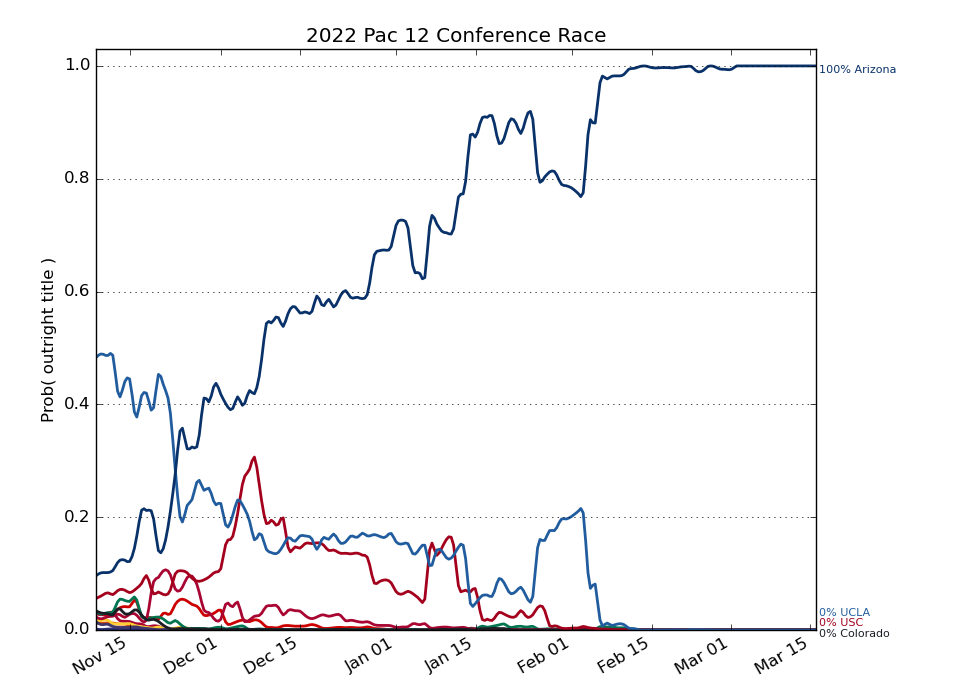 2022 Pac 12 Conference Race
Prob( outright title )
1.0
0.8
0.6
0.4
0.2
0.0
100% Arizona
0% UCLA
0% USC
0% Colorado
Nov 15
Dec 01
Dec 15
Jan 01
Jan 15
Feb 01
Feb 15
Mar 01
Mar 15